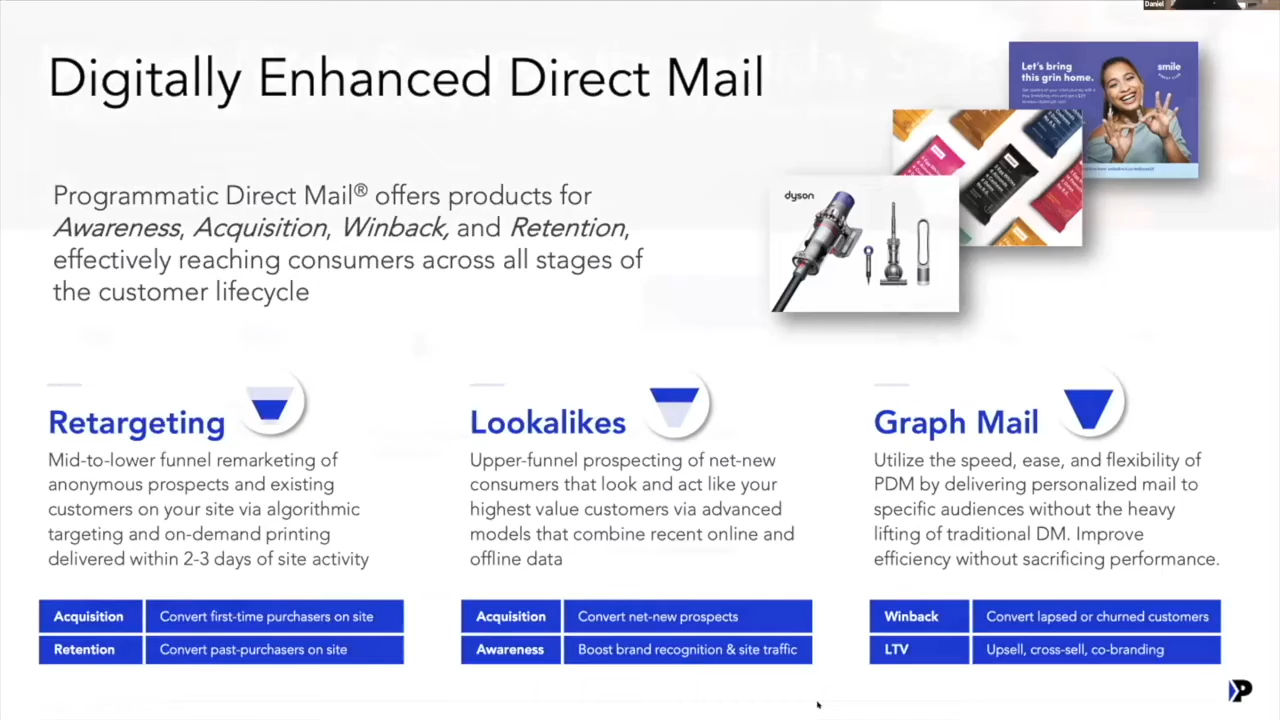 Daniel
Digitally Enhanced Direct Mail
Let's bring
this grin home.
smile
dyson
Programmatic Direct Mail® offers products for
Awareness, Acquisition, Winback, and Retention,
effectively reaching consumers across all stages of
the customer lifecycle
Retargeting
Mid-to-lower funnel remarketing of
anonymous prospects and existing
customers on your site via algorithmic
targeting and on-demand printing
delivered within 2-3 days of site activity
Acquisition Convert first-time purchasers on site
Retention Convert past-purchasers on site
Lookalikes
Upper-funnel prospecting of net-new
consumers that look and act like your
highest value customers via advanced
models that combine recent online and
offline data
Acquisition Convert net-new prospects
Awareness Boost brand recognition & site traffic
Graph Mail
Utilize the speed, ease, and flexibility of
PDM by delivering personalized mail to
specific audiences without the heavy
lifting of traditional DM. Improve
efficiency without sacrificing performance.
Winback Convert lapsed or churned customers
LTV Upsell, cross-sell, co-branding